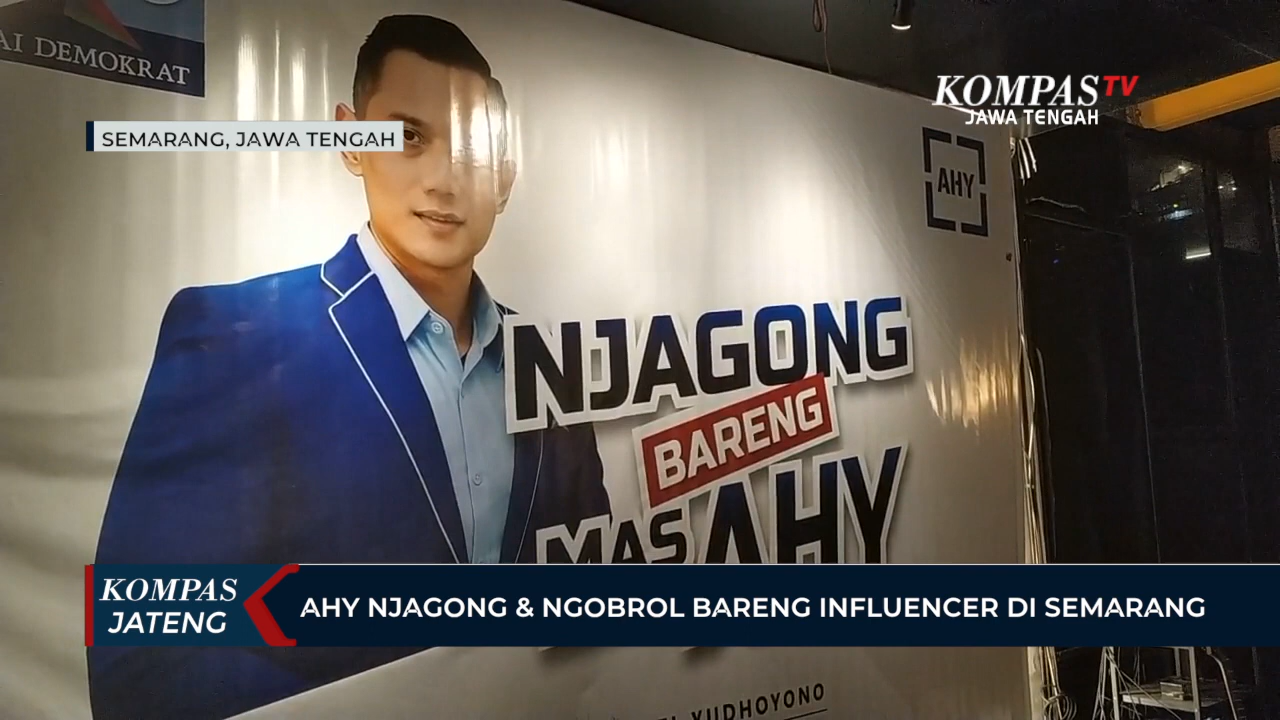 AI DEMOKRAT
SEMARANG, JAWA TENGAH
KOMPASTV
JAWA TENGAH
AHY
NJAGONG
BARENG
MAS AHY
KOMPAS
JATENG
AHY NJAGONG & NGOBROL BARENG INFLUENCER DI SEMARANG
YUDHOYONO